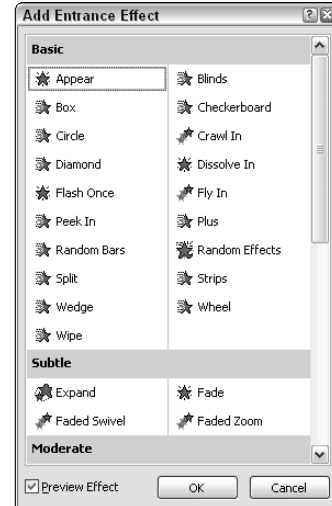 Add Entrance Effect
Basic
Appear Blinds
Box Checkerboard
Circle Crawl In
Diamond Dissolve In
Flash Once Fly In
Peek In Plus
Random Bars Random Effects
Split Strips
Wedge Wheel
Wipe
Subtle
Expand Fade
Faded Swivel Faded Zoom
Moderate
Preview Effect OK Cancel